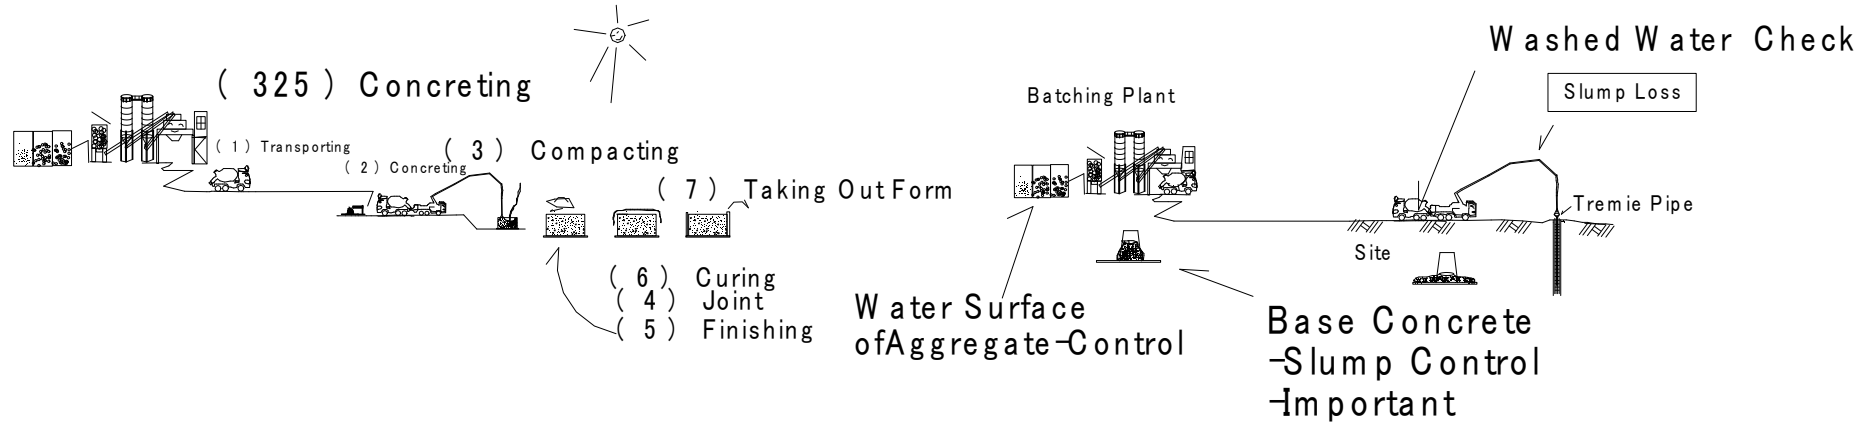 ( 325 ) Concreting
( 1 ) Transporting
( 2 ) Concreting
( 3 ) Compacting
( 7 ) Taking Out Form
( 6 ) Curing
( 4 ) Joint
( 5 ) Finishing
Washed Water Check
Slump Loss
Batching Plant
Tremie Pipe
Site
Water Surface
ofAggregate-Control
Base Concrete
-Slump Control
-Important